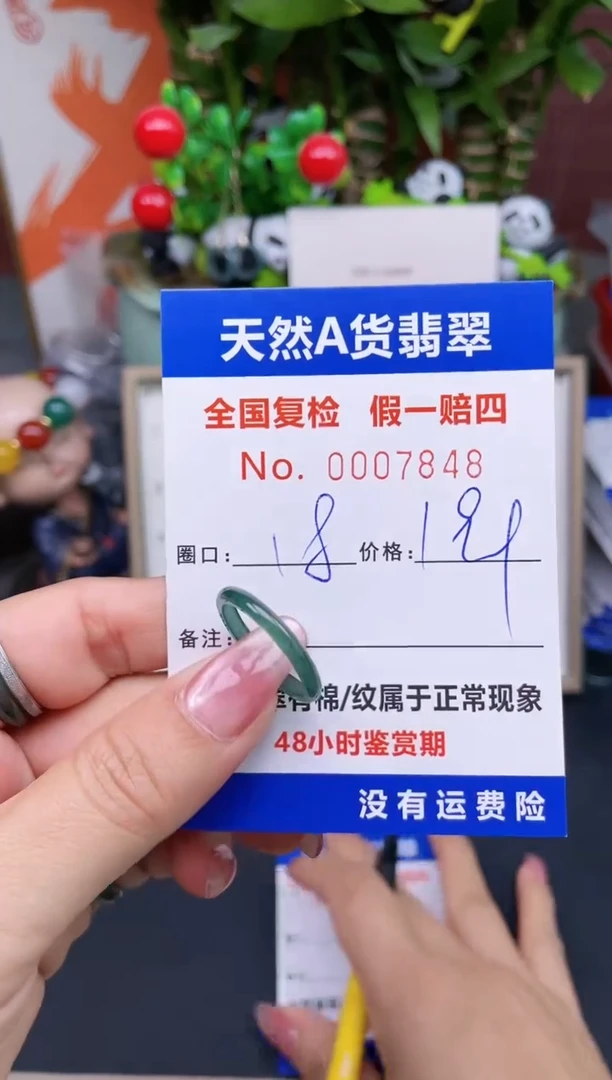 天然A货翡翠
全国复检 假一赔四
No. 0007848
圈口: 18 价格:
备注:
有棉/纹属于正常现象
48小时鉴赏期
没有运费险